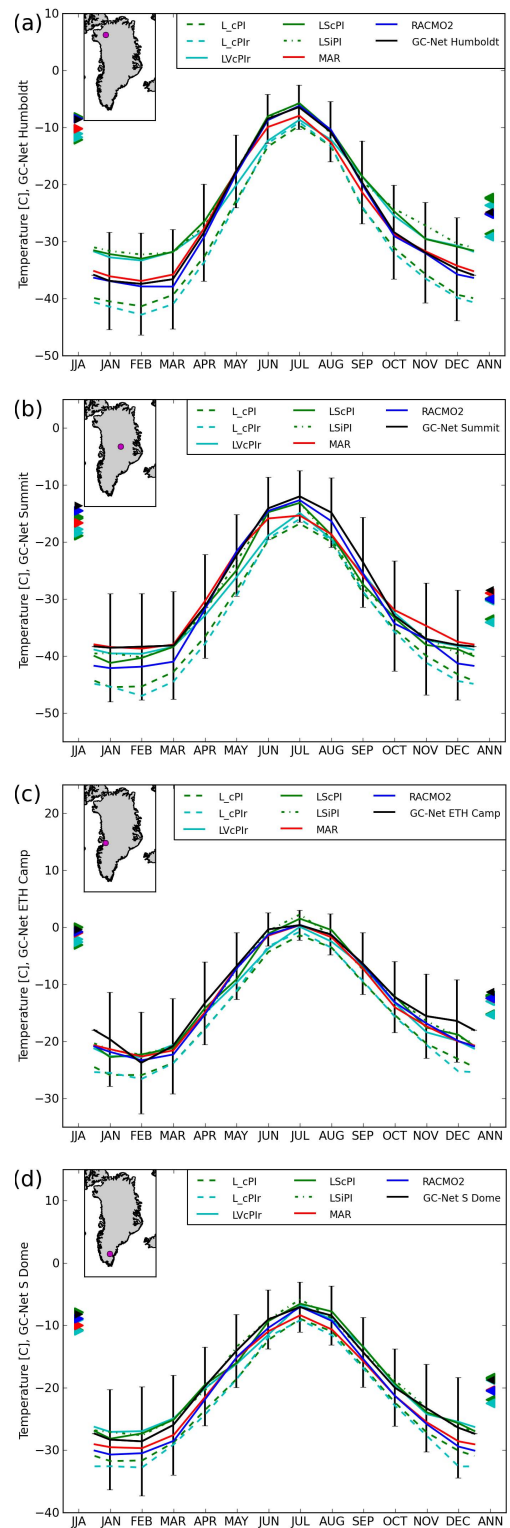 (a)
Temperature [C], GC-Net Humboldt
L_cPI
L_cPIr
LVcPIr
LScPI
LSiPI
MAR
RACMO2
GC-Net Humboldt
10
0
−10
−20
−30
−40
−50
JJA JAN FEB MAR APR MAY JUN JUL AUG SEP OCT NOV DEC ANN
(b)
Temperature [C], GC-Net Summit
L_cPI
L_cPIr
LVcPIr
LScPI
LSiPI
MAR
RACMO2
GC-Net Summit
5
0
−10
−20
−30
−40
−50
JJA JAN FEB MAR APR MAY JUN JUL AUG SEP OCT NOV DEC ANN
(c)
Temperature [C], GC-Net ETH Camp
L_cPI
L_cPIr
LVcPIr
LScPI
LSiPI
MAR
RACMO2
GC-Net ETH Camp
20
10
0
−10
−20
−30
JJA JAN FEB MAR APR MAY JUN JUL AUG SEP OCT NOV DEC ANN
(d)
Temperature [C], GC-Net S Dome
L_cPI
L_cPIr
LVcPIr
LScPI
LSiPI
MAR
RACMO2
GC-Net S Dome
10
0
−10
−20
−30
−40
JJA JAN FEB MAR APR MAY JUN JUL AUG SEP OCT NOV DEC ANN